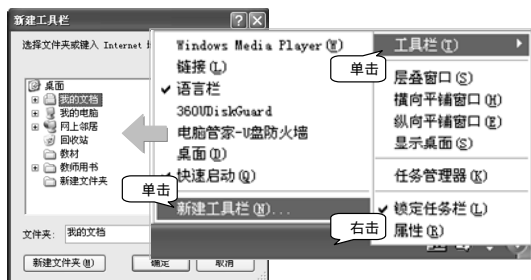 新建工具栏
选择文件夹或键入 Internet
桌面
我的文档
我的电脑
网上邻居
回收站
教材
教师用书
新建文件夹
文件夹: 我的文档
新建文件夹(M)
确定
取消
Windows Media Player(W)
链接(L)
语言栏
360UDiskGuard
电脑管家-U盘防火墙
桌面(D)
快速启动(Q)
单击
新建工具栏(N)...
工具栏(T)
单击
层叠窗口(S)
横向平铺窗口(H)
纵向平铺窗口(E)
显示桌面(S)
任务管理器(K)
锁定任务栏(L)
右击
属性(R)